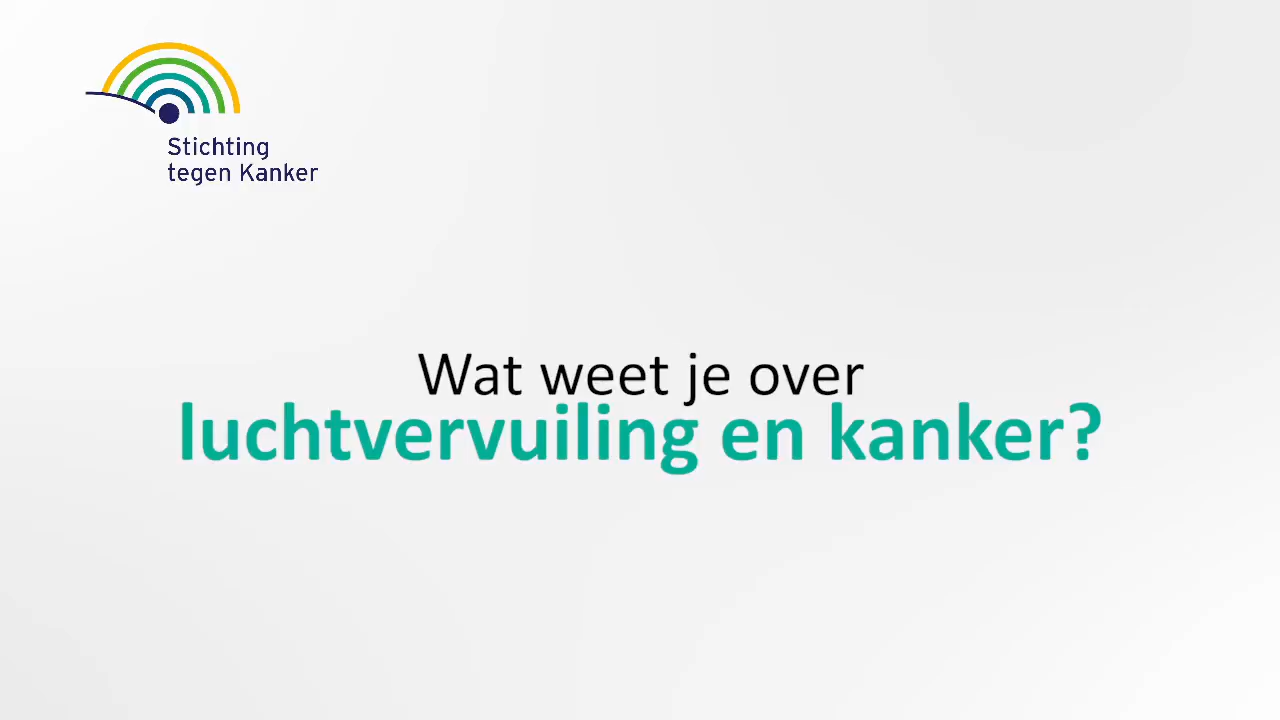 Stichting
tegen Kanker
Wat weet je over
luchtvervuiling en kanker?